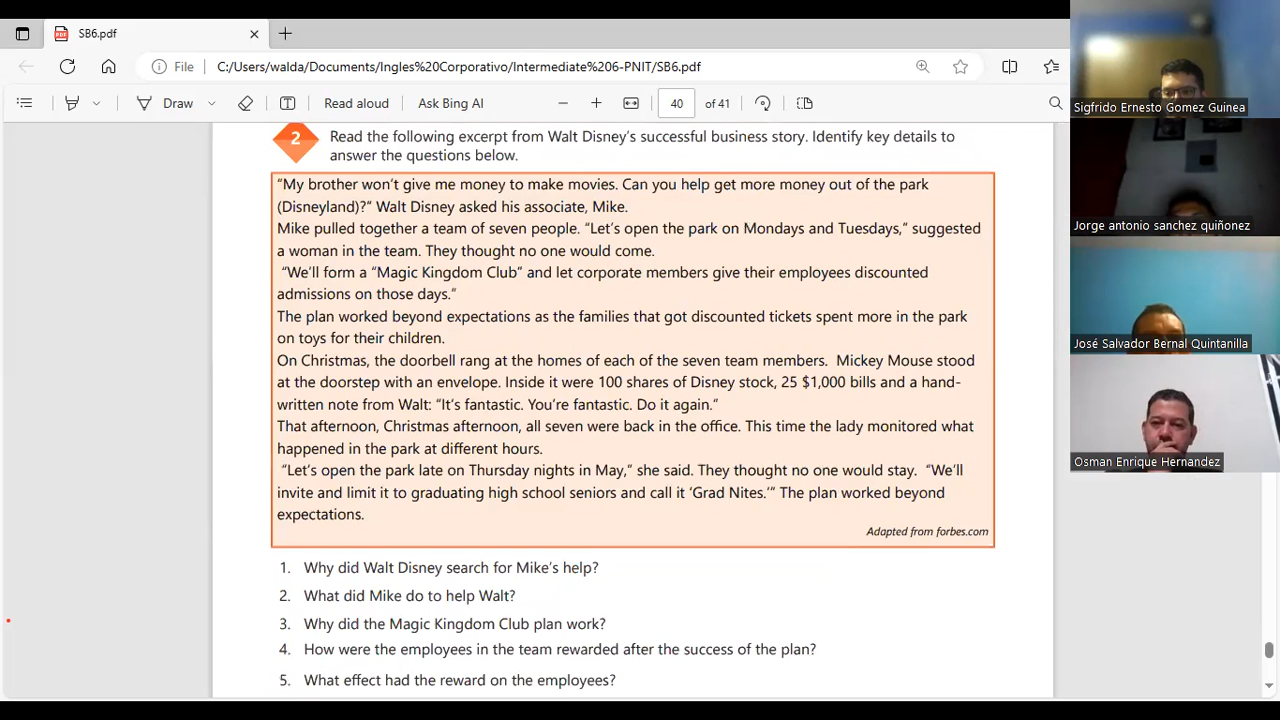 SB6.pdf
File C:/Users/walda/Documents/Ingles%20Corporativo/Intermediate%206-PNIT/SB6.pdf
Draw Read aloud Ask Bing AI 40 of 41
2 Read the following excerpt from Walt Disney's successful business story. Identify key details to
answer the questions below.
"My brother won't give me money to make movies. Can you help get more money out of the park
(Disneyland)?" Walt Disney asked his associate, Mike.
Mike pulled together a team of seven people. "Let's open the park on Mondays and Tuesdays," suggested
a woman in the team. They thought no one would come.
"We'll form a "Magic Kingdom Club" and let corporate members give their employees discounted
admissions on those days."
The plan worked beyond expectations as the families that got discounted tickets spent more in the park
on toys for their children.
On Christmas, the doorbell rang at the homes of each of the seven team members. Mickey Mouse stood
at the doorstep with an envelope. Inside it were 100 shares of Disney stock, 25 $1,000 bills and a hand-
written note from Walt: "It's fantastic. You're fantastic. Do it again."
That afternoon, Christmas afternoon, all seven were back in the office. This time the lady monitored what
happened in the park at different hours.
"Let's open the park late on Thursday nights in May," she said. They thought no one would stay. "We'll
invite and limit it to graduating high school seniors and call it 'Grad Nites.'" The plan worked beyond
expectations.
Adapted from forbes.com
1. Why did Walt Disney search for Mike's help?
2. What did Mike do to help Walt?
3. Why did the Magic Kingdom Club plan work?
4. How were the employees in the team rewarded after the success of the plan?
5. What effect had the reward on the employees?
Sigfrido Ernesto Gomez Guinea
Jorge antonio sanchez quiñonez
José Salvador Bernal Quintanilla
Osman Enrique Hernandez